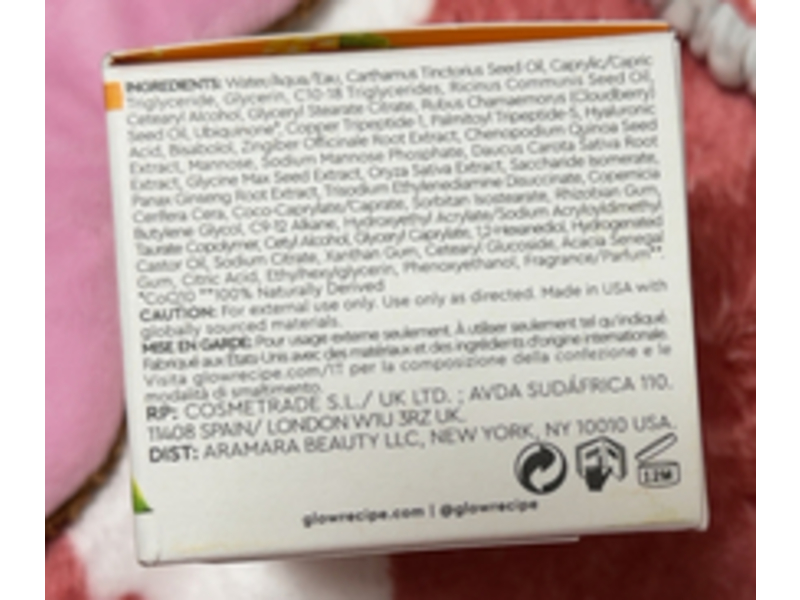 INGREDIENTS: Water/Aqua/Eau, Carthamus Tinctorius Seed Oil, Caprylic/Capric
Triglyceride, Glycerin, C10-18 Triglycerides, Ricinus Communis Seed Oil,
Cetearyl Alcohol, Glyceryl Stearate Citrate, Rubus Chamaemorus (Cloudberry)
Seed Oil, Ubiquinone*, Copper Tripeptide-1, Palmitoyl Tripeptide-5, Hyaluronic
Acid, Bisabolol, Zingiber Officinale Root Extract, Chenopodium Quinoa Seed
Extract, Mannose, Sodium Mannose Phosphate, Daucus Carota Sativa Root
Extract, Glycine Max Seed Extract, Oryza Sativa Extract, Saccharide Isomerate,
Panax Ginseng Root Extract, Trisodium Ethylenediamine Disuccinate, Copernicia
Cerifera Cera, Coco-Caprylate/Caprate, Sorbitan Isostearate, Rhizobian Gum,
Butylene Glycol, C9-12 Alkane, Hydroxyethyl Acrylate/Sodium Acryloyldimethyl
Taurate Copolymer, Cetyl Alcohol, Glyceryl Caprylate, 1,2-Hexanediol, Hydrogenated
Castor Oil, Sodium Citrate, Xanthan Gum, Cetearyl Glucoside, Acacia Senegal
Gum, Citric Acid, Ethylhexylglycerin, Phenoxyethanol, Fragrance/Parfum**.
*CoQ10 **100% Naturally Derived
CAUTION: For external use only. Use only as directed. Made in USA with
globally sourced materials.
MISE EN GARDE: Pour usage externe seulement. À utiliser seulement tel qu'indiqué.
Fabriqué aux États-Unis avec des matériaux et des ingrédients d'origine internationale.
Visita glowrecipe.com/IT per la composizione della confezione e le
modalità di smaltimento.
RP: COSMETRADE S.L./ UK LTD. ; AVDA SUDÁFRICA 110.
11408 SPAIN/ LONDON W1U 3RZ UK.
DIST: ARAMARA BEAUTY LLC, NEW YORK, NY 10010 USA.
12M
glowrecipe.com | @glowrecipe